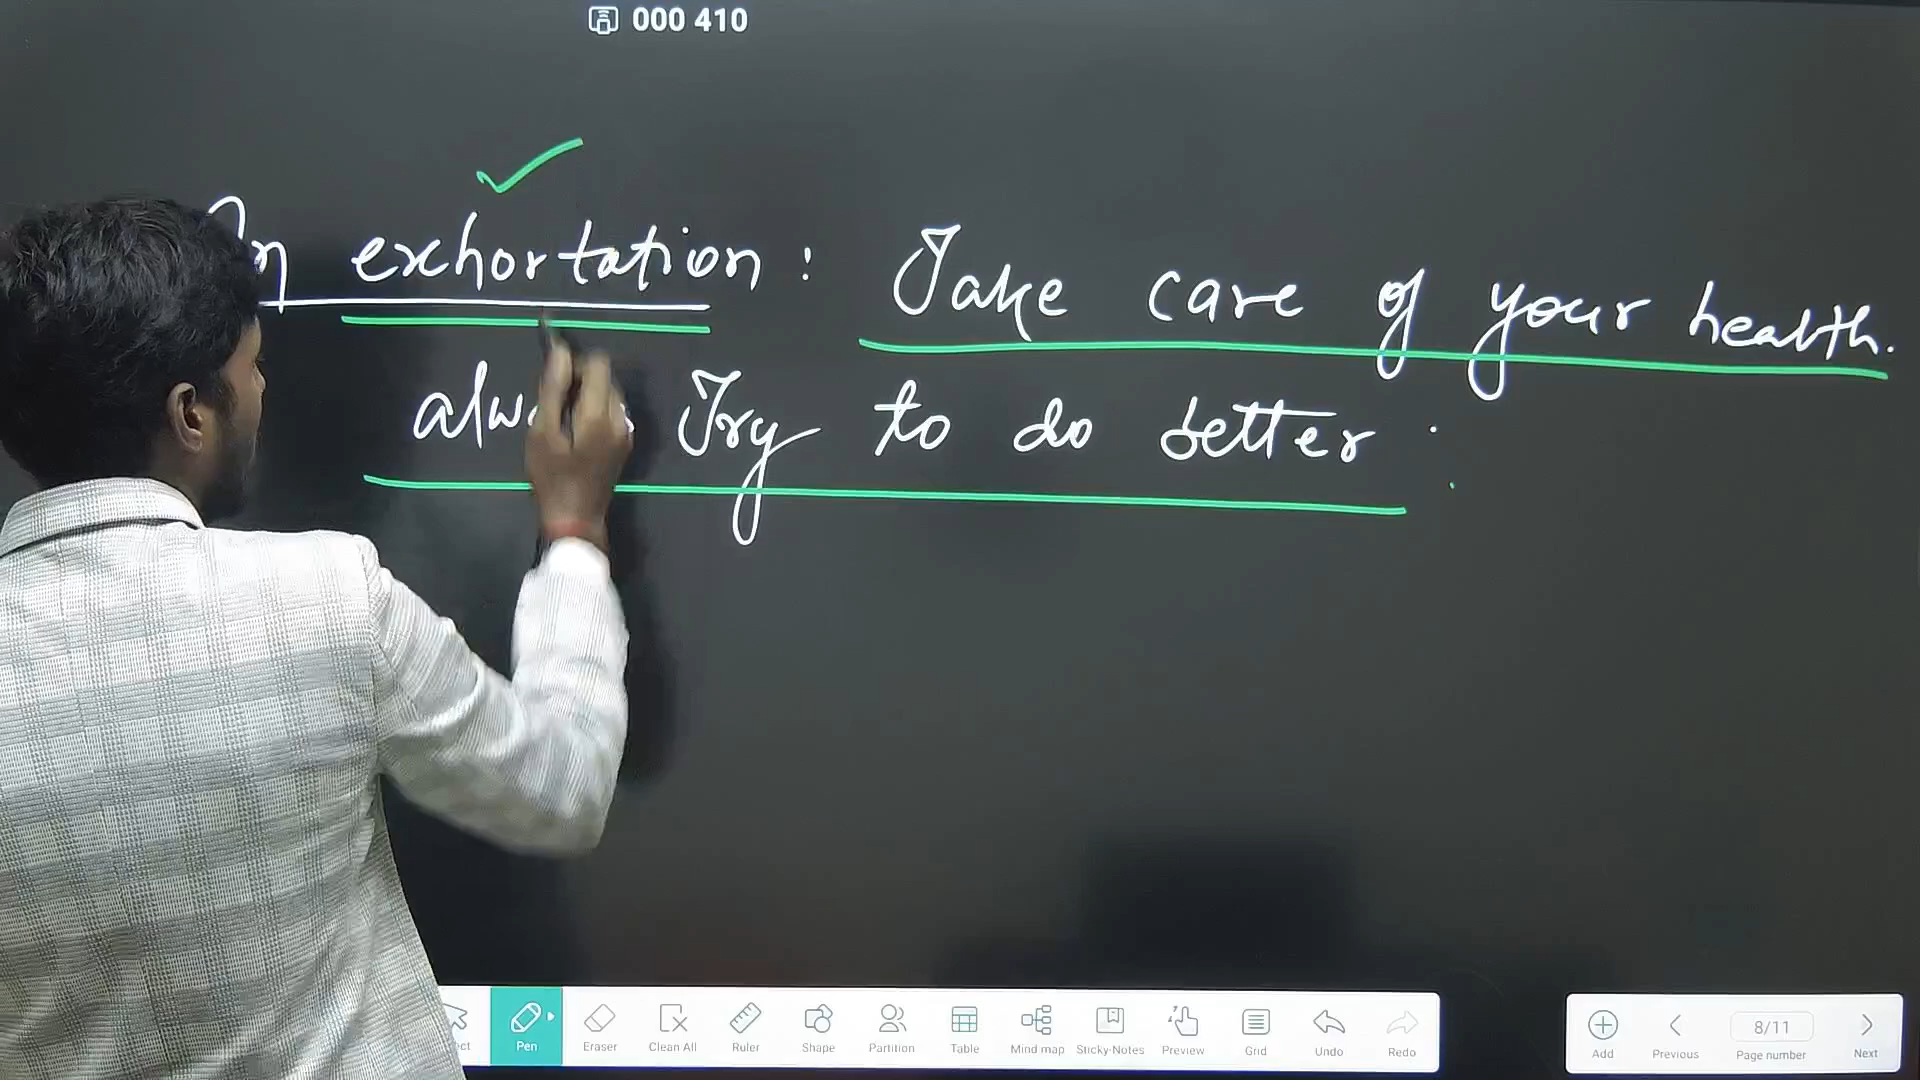 000 410
In exhortation : Take care of your health.
Try to do better .
Pen
Eraser
Clean All
Ruler
Shape
Partition
Table
Mind map
Sticky-Notes
Preview
Grid
Undo
Redo
Add
Previous
8/11
Page number
Next